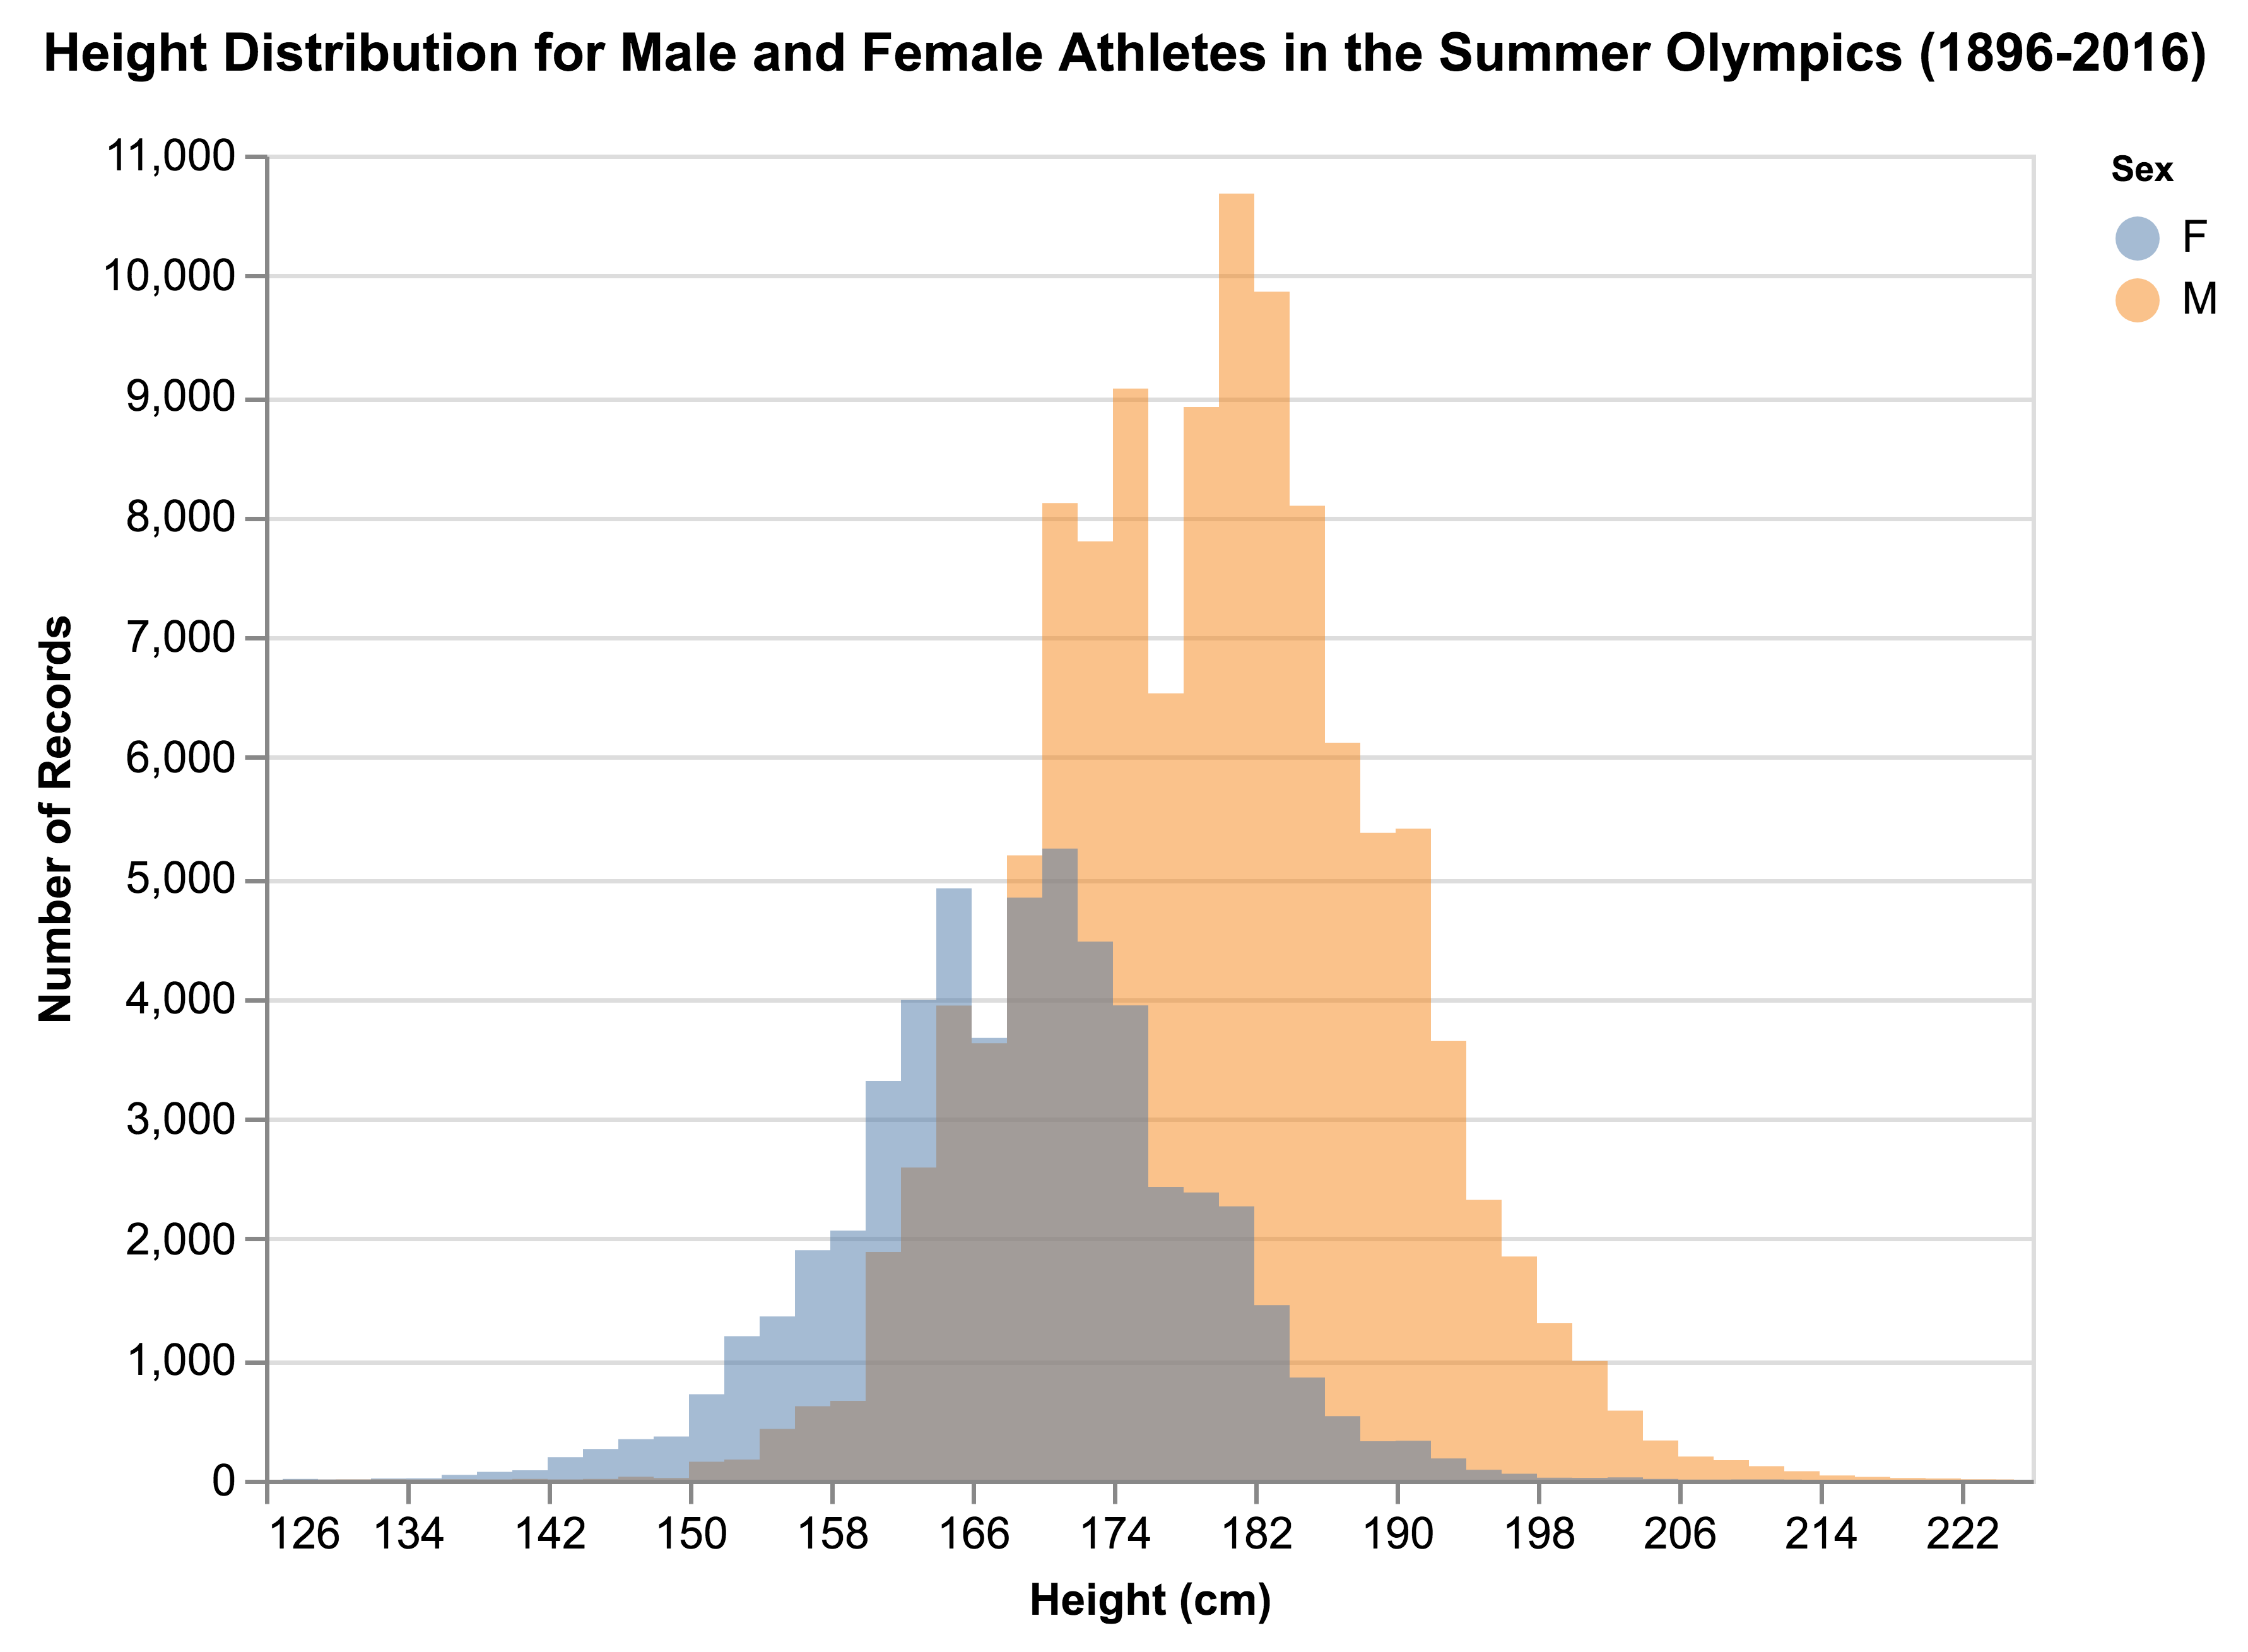 Height Distribution for Male and Female Athletes in the Summer Olympics (1896-2016)
11,000
10,000
9,000
8,000
7,000
6,000
5,000
4,000
3,000
2,000
1,000
0
Number of Records
126 134 142 150 158 166 174 182 190 198 206 214 222
Height (cm)
Sex
F
M